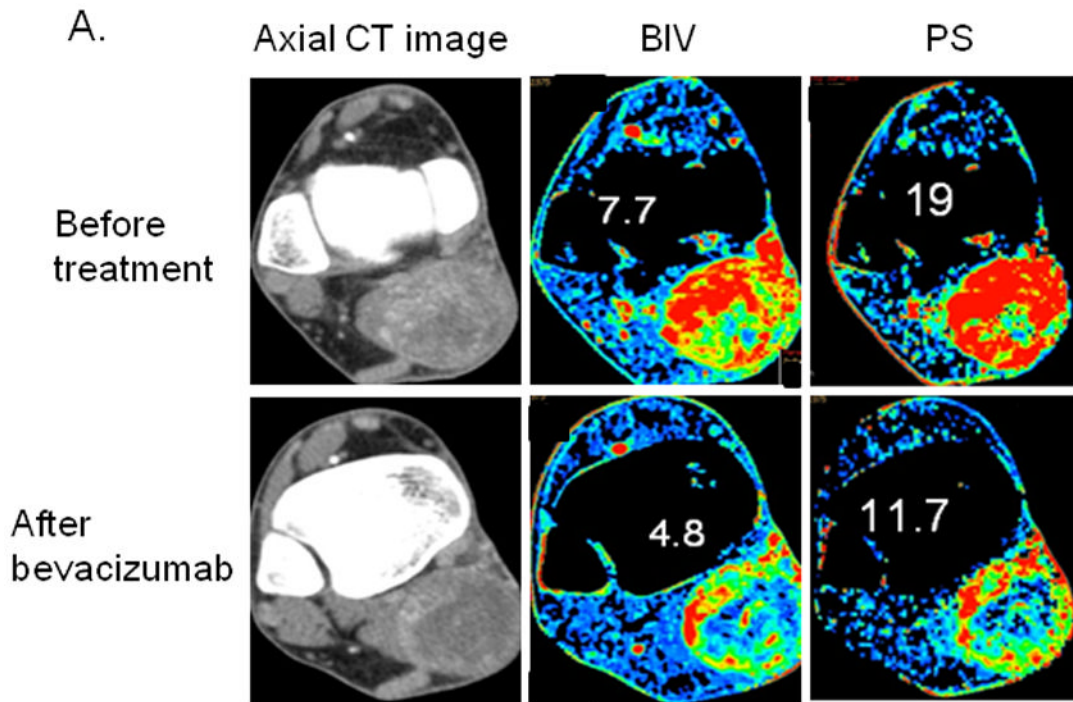 A.
Axial CT image BIV PS
Before
treatment
7.7
19
After
bevacizumab
4.8
11.7